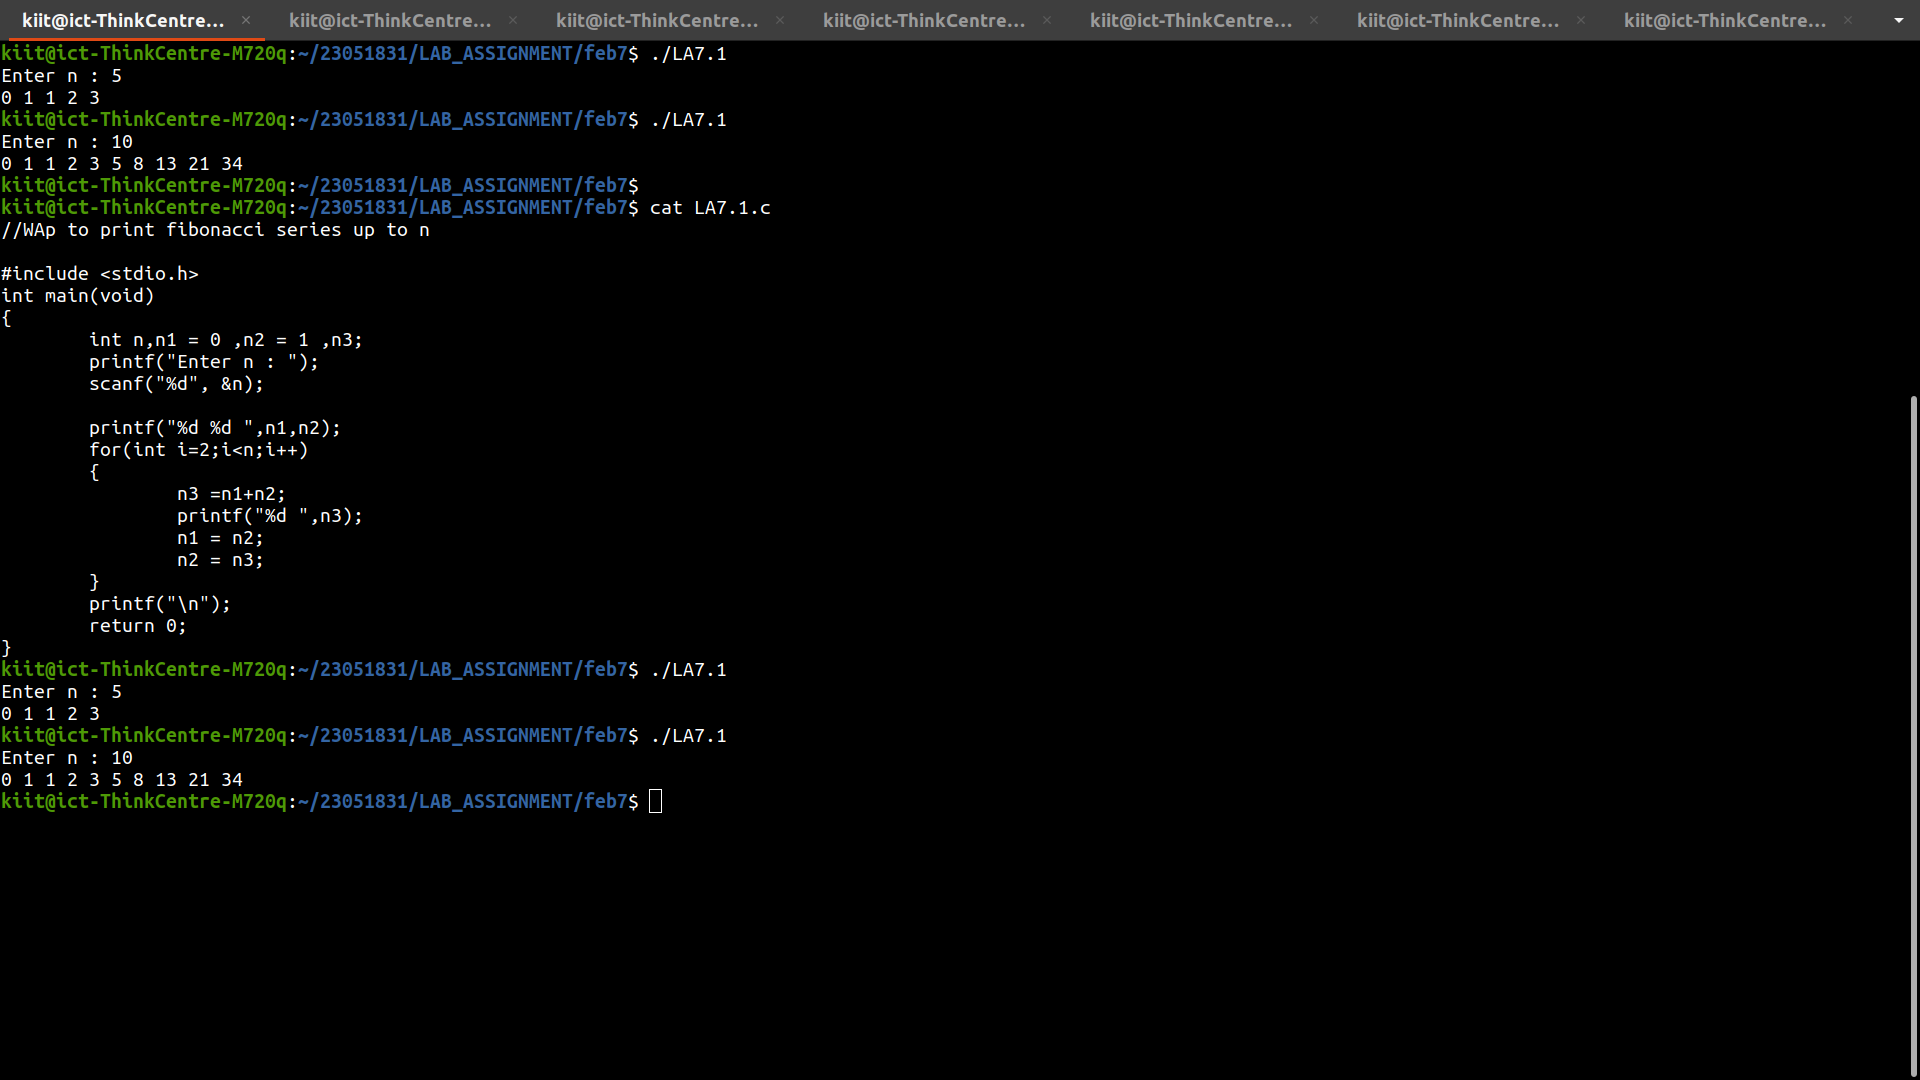 kiit@ict-ThinkCentre... × kiit@ict-ThinkCentre... × kiit@ict-ThinkCentre... × kiit@ict-ThinkCentre... × kiit@ict-ThinkCentre... × kiit@ict-ThinkCentre... × kiit@ict-ThinkCentre... ×
kiit@ict-ThinkCentre-M720q:~/23051831/LAB_ASSIGNMENT/feb7$ ./LA7.1
Enter n : 5
0 1 1 2 3
kiit@ict-ThinkCentre-M720q:~/23051831/LAB_ASSIGNMENT/feb7$ ./LA7.1
Enter n : 10
0 1 1 2 3 5 8 13 21 34
kiit@ict-ThinkCentre-M720q:~/23051831/LAB_ASSIGNMENT/feb7$
kiit@ict-ThinkCentre-M720q:~/23051831/LAB_ASSIGNMENT/feb7$ cat LA7.1.c
//WAp to print fibonacci series up to n

#include <stdio.h>
int main(void)
{
        int n,n1 = 0 ,n2 = 1 ,n3;
        printf("Enter n : ");
        scanf("%d", &n);

        printf("%d %d ",n1,n2);
        for(int i=2;i<n;i++)
        {
                n3 =n1+n2;
                printf("%d ",n3);
                n1 = n2;
                n2 = n3;
        }
        printf("\n");
        return 0;
}
kiit@ict-ThinkCentre-M720q:~/23051831/LAB_ASSIGNMENT/feb7$ ./LA7.1
Enter n : 5
0 1 1 2 3
kiit@ict-ThinkCentre-M720q:~/23051831/LAB_ASSIGNMENT/feb7$ ./LA7.1
Enter n : 10
0 1 1 2 3 5 8 13 21 34
kiit@ict-ThinkCentre-M720q:~/23051831/LAB_ASSIGNMENT/feb7$